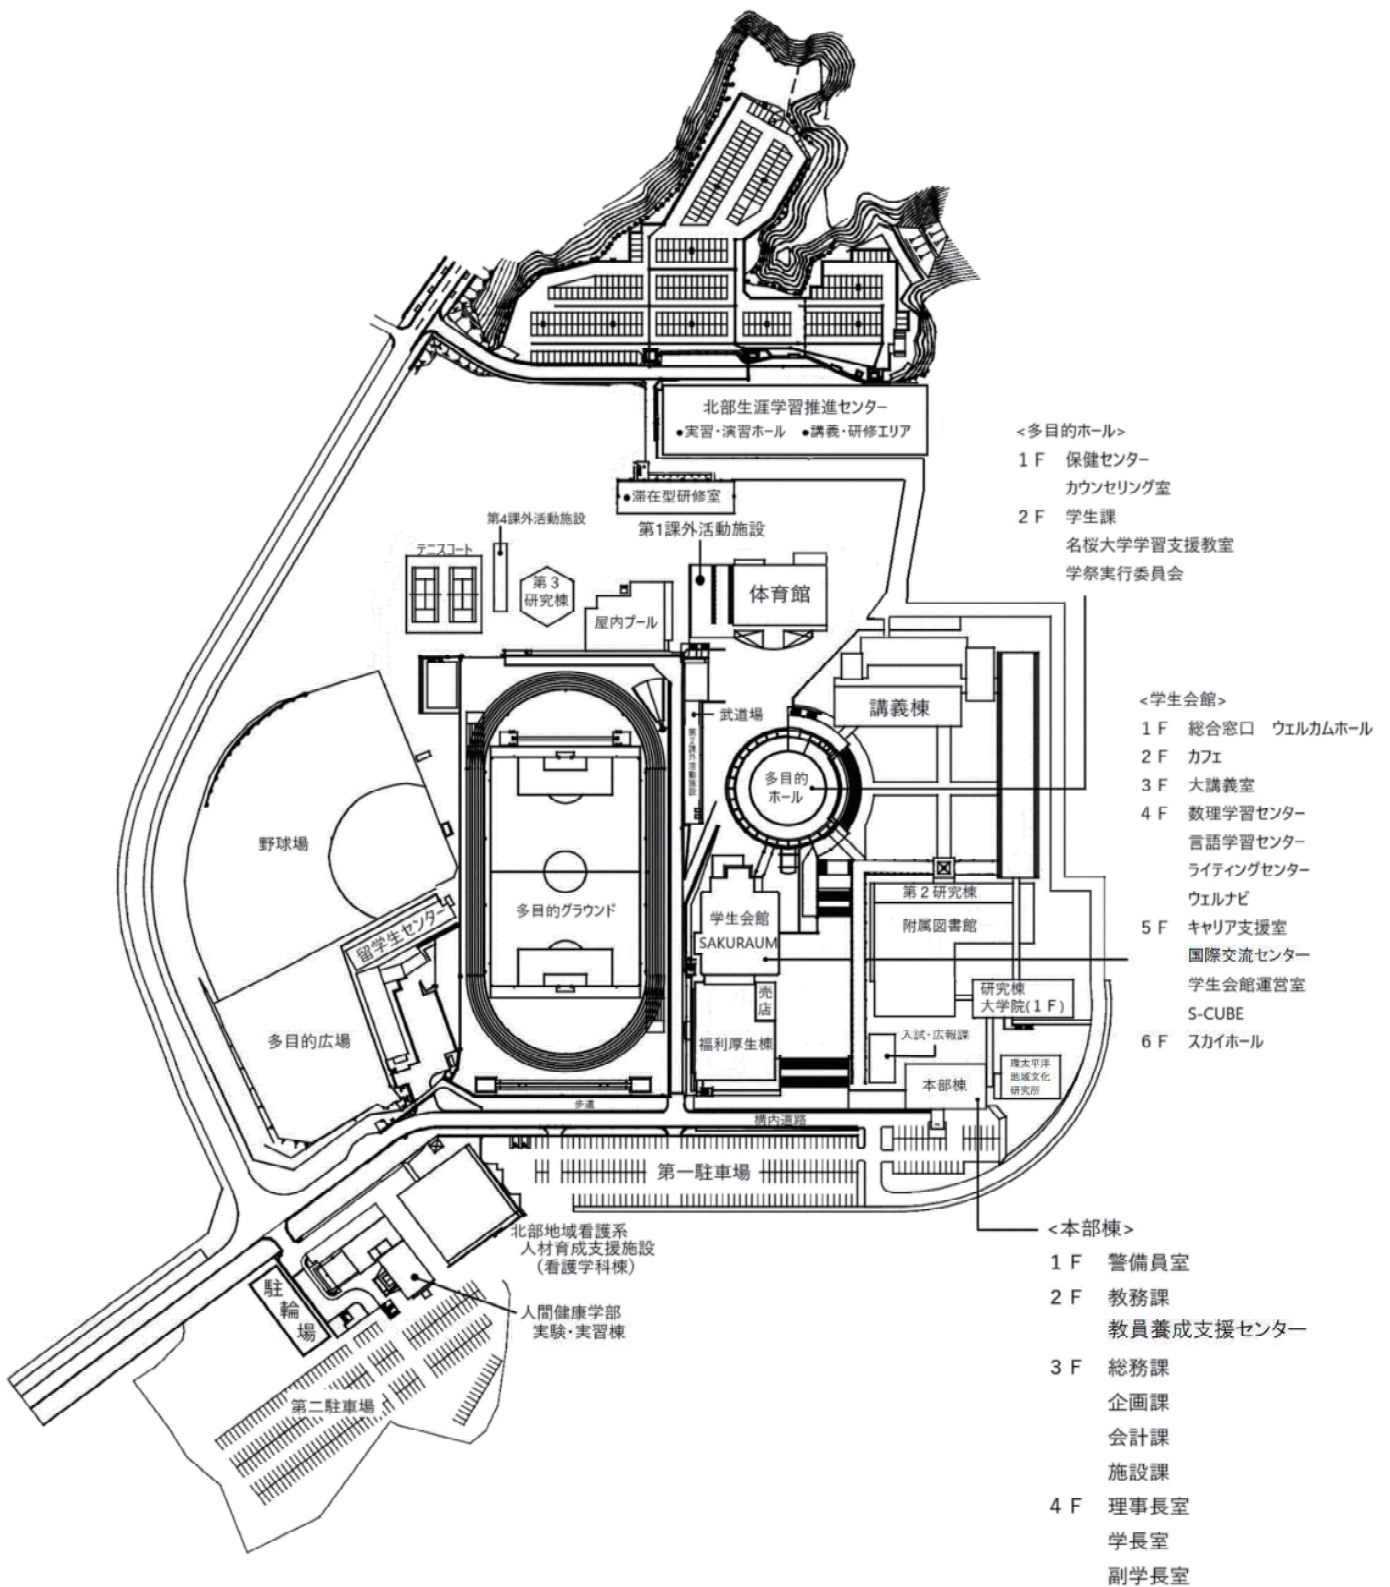 北部生涯学習推進センター
●実習・演習ホール ●講義・研修エリア
●滞在型研修室
第4課外活動施設
第1課外活動施設
テニスコート
第3
研究棟
屋内プール
体育館
武道場
第2課外活動施設
講義棟
多目的
ホール
野球場
多目的グラウンド
留学生センター
多目的広場
学生会館
SAKURAUM
売店
福利厚生棟
第2研究棟
附属図書館
研究棟
大学院(1F)
入試・広報課
本部棟
環太平洋
地域文化
研究所
歩道
構内道路
第一駐車場
北部地域看護系
人材育成支援施設
(看護学科棟)
人間健康学部
実験・実習棟
駐輪場
第二駐車場
<多目的ホール>
1F 保健センター
カウンセリング室
2F 学生課
名桜大学学習支援教室
学祭実行委員会
<学生会館>
1F 総合窓口 ウェルカムホール
2F カフェ
3F 大講義室
4F 数理学習センター
言語学習センター
ライティングセンター
ウェルナビ
5F キャリア支援室
国際交流センター
学生会館運営室
S-CUBE
6F スカイホール
<本部棟>
1F 警備員室
2F 教務課
教員養成支援センター
3F 総務課
企画課
会計課
施設課
4F 理事長室
学長室
副学長室